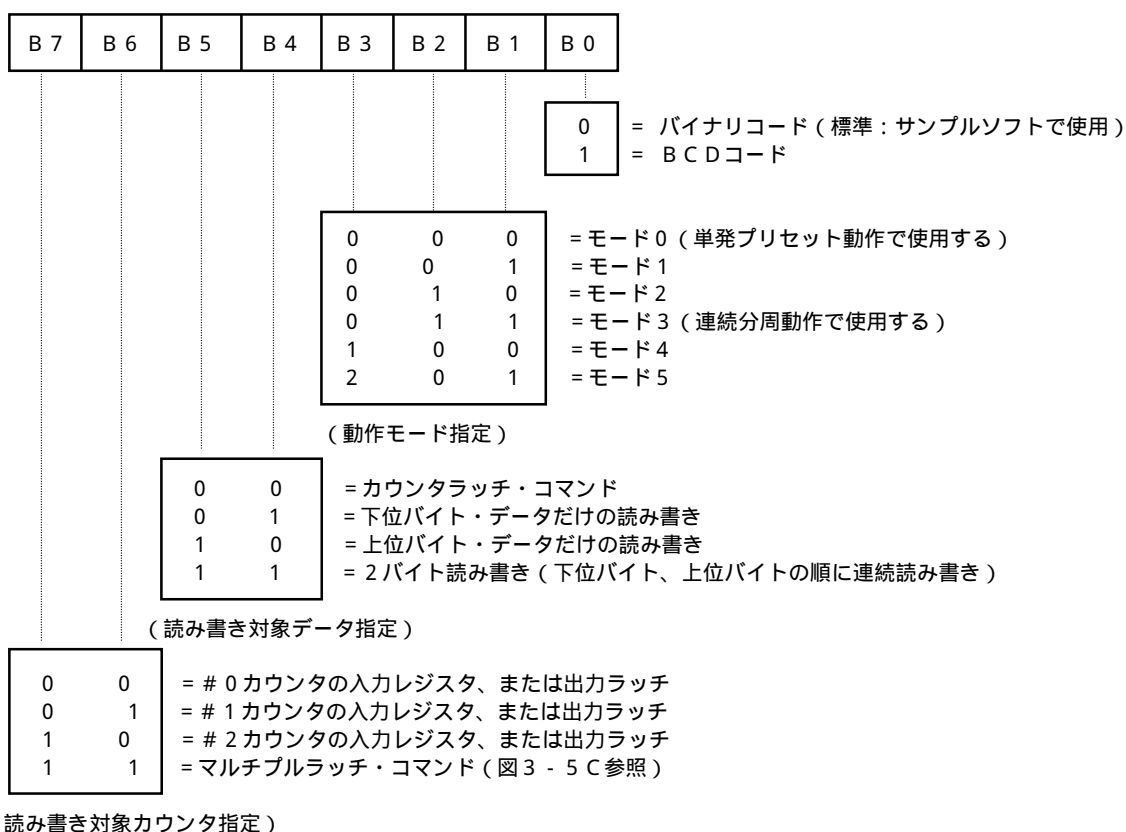 B7 B6 B5 B4 B3 B2 B1 B0
0 = バイナリコード(標準:サンプルソフトで使用)
1 = BCDコード
0 0 0 =モード0(単発プリセット動作で使用する)
0 0 1 =モード1
0 1 0 =モード2
0 1 1 =モード3(連続分周動作で使用する)
1 0 0 =モード4
2 0 1 =モード5
(動作モード指定)
0 0 =カウンタラッチ・コマンド
0 1 =下位バイト・データだけの読み書き
1 0 =上位バイト・データだけの読み書き
1 1 =2バイト読み書き(下位バイト、上位バイトの順に連続読み書き)
(読み書き対象データ指定)
0 0 =#0カウンタの入力レジスタ、または出力ラッチ
0 1 =#1カウンタの入力レジスタ、または出力ラッチ
1 0 =#2カウンタの入力レジスタ、または出力ラッチ
1 1 =マルチプルラッチ・コマンド(図3-5C参照)
読み書き対象カウンタ指定)